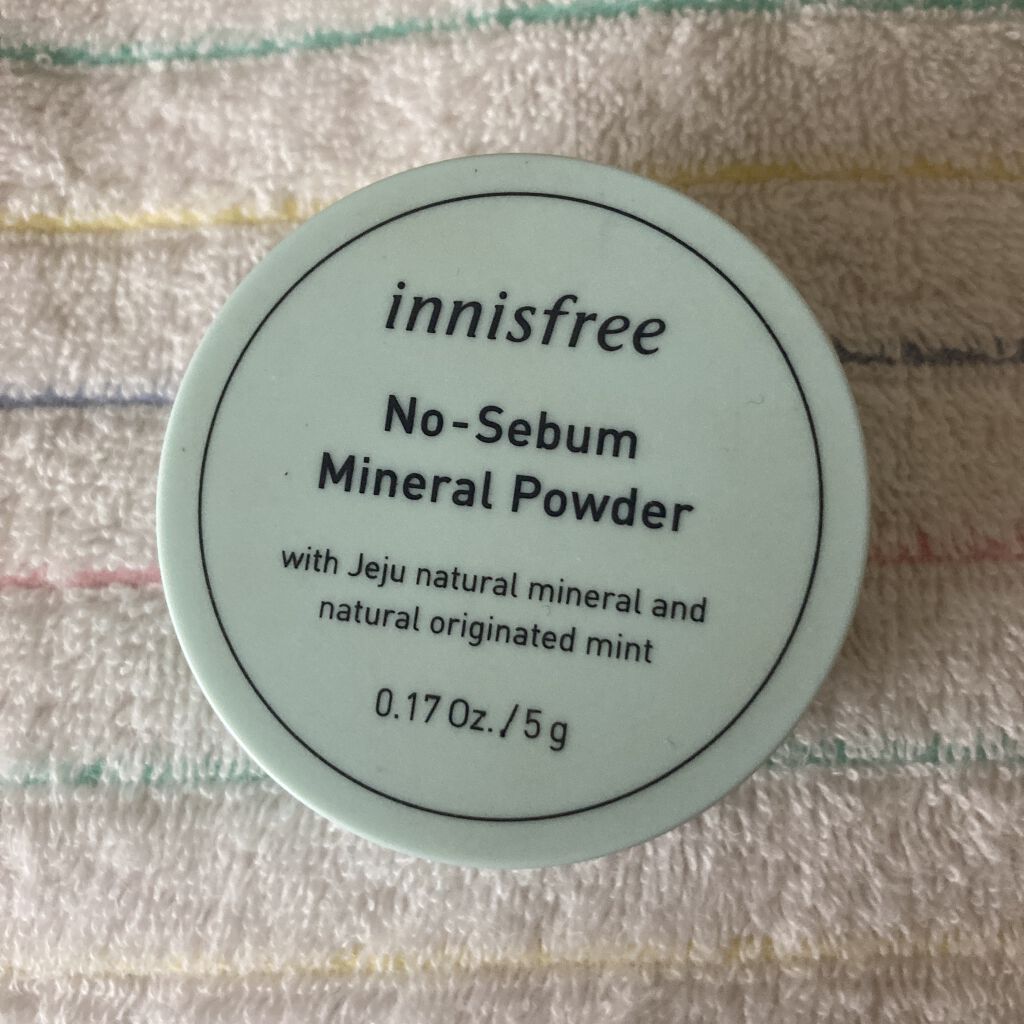 innisfree
No-Sebum
Mineral Powder
with Jeju natural mineral and
natural originated mint
0.17 Oz./5 g